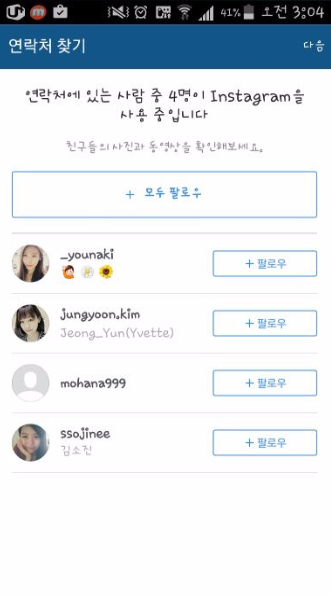 41% 오전 3:04
연락처 찾기 다음
연락처에 있는 사람 중 4명이 Instagram을
사용 중입니다
친구들의 사진과 동영상을 확인해보세요.
+ 모두 팔로우
_younaki
+ 팔로우
jungyoon.kim
Jeong_Yun(Yvette)
+ 팔로우
mohana999
+ 팔로우
ssojinee
김소진
+ 팔로우